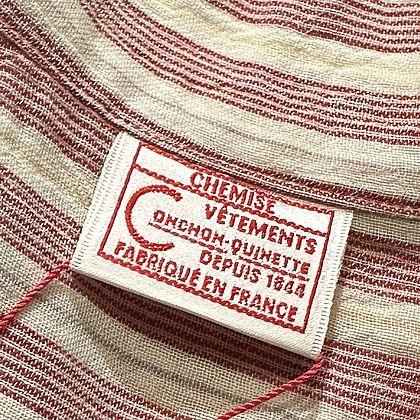 CHEMISE
VÊTEMENTS
CONCHON-QUINETTE
DEPUIS 1844
FABRIQUÉ EN FRANCE